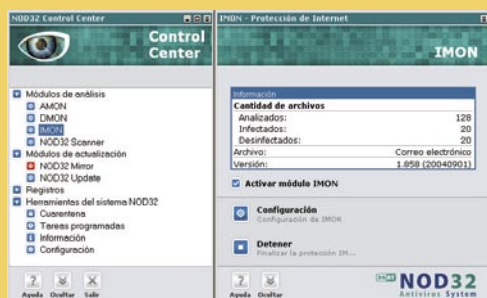 NOD32 Control Center
Control
Center
Módulos de análisis
AMON
DMON
IMON
NOD32 Scanner
Módulos de actualización
NOD32 Mirror
NOD32 Update
Registros
Herramientas del sistema NOD32
Cuarentena
Tareas programadas
Información
Configuración
Ayuda Ocultar Salir
IMON - Protección de Internet
IMON
Información
Cantidad de archivos
Analizados: 128
Infectados: 20
Desinfectados: 20
Archivo: Correo electrónico
Versión: 1.858 (20040901)
Activar módulo IMON
Configuración
Configuración de IMON
Detener
Finalizar la protección IM...
Ayuda Ocultar
eset NOD32
Antivirus System